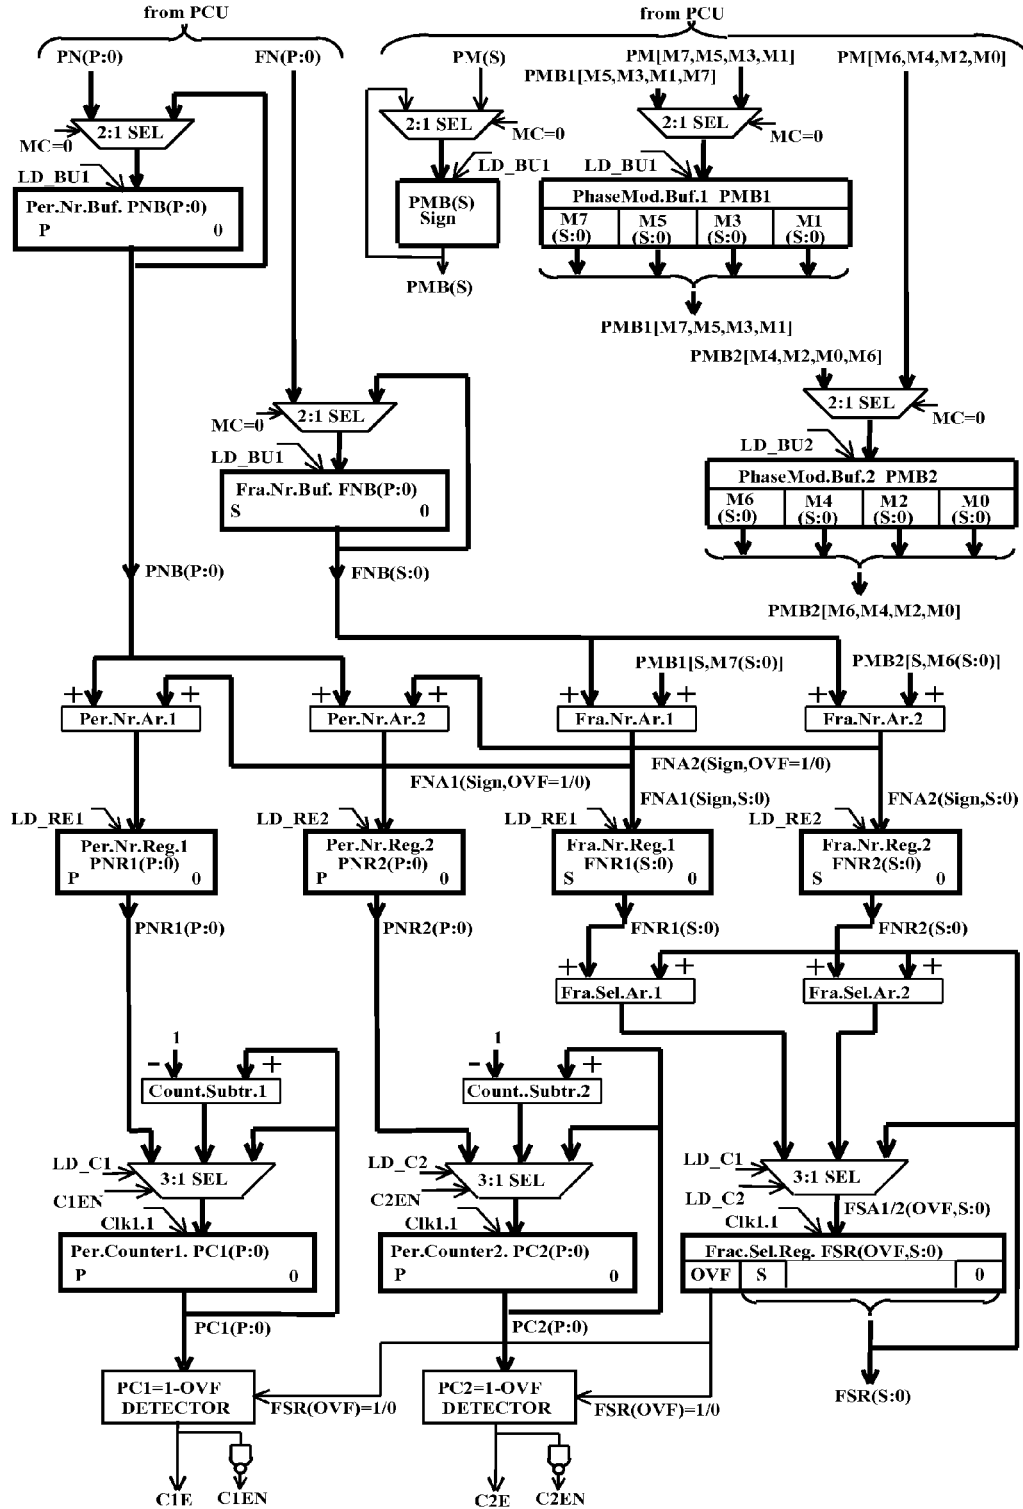 from PCU
from PCU
PN(P:0)
FN(P:0)
PM(S)
PM[M7,M5,M3,M1]
PM[M6,M4,M2,M0]
PMB1[M5,M3,M1,M7]
2:1 SEL
MC=0
LD_BU1
Per.Nr.Buf. PNB(P:0)
P 0
2:1 SEL
MC=0
LD_BU1
PMB(S)
Sign
PMB(S)
2:1 SEL
MC=0
LD_BU1
PhaseMod.Buf.1 PMB1
M7 M5 M3 M1
(S:0) (S:0) (S:0) (S:0)
PMB1[M7,M5,M3,M1]
PMB2[M4,M2,M0,M6]
2:1 SEL
MC=0
LD_BU1
Fra.Nr.Buf. FNB(P:0)
S 0
2:1 SEL
MC=0
LD_BU2
PhaseMod.Buf.2 PMB2
M6 M4 M2 M0
(S:0) (S:0) (S:0) (S:0)
PNB(P:0)
FNB(S:0)
PMB2[M6,M4,M2,M0]
PMB1[S,M7(S:0)]
PMB2[S,M6(S:0)]
+ + + + + + + +
Per.Nr.Ar.1
Per.Nr.Ar.2
Fra.Nr.Ar.1
Fra.Nr.Ar.2
FNA1(Sign,OVF=1/0)
FNA2(Sign,OVF=1/0)
FNA1(Sign,S:0)
FNA2(Sign,S:0)
LD_RE1
LD_RE2
LD_RE1
LD_RE2
Per.Nr.Reg.1
PNR1(P:0)
P 0
Per.Nr.Reg.2
PNR2(P:0)
P 0
Fra.Nr.Reg.1
FNR1(S:0)
S 0
Fra.Nr.Reg.2
FNR2(S:0)
S 0
PNR1(P:0)
PNR2(P:0)
FNR1(S:0)
FNR2(S:0)
+ + + +
Fra.Sel.Ar.1
Fra.Sel.Ar.2
1
- +
Count.Subtr.1
1
- +
Count..Subtr.2
LD_C1
C1EN
3:1 SEL
LD_C2
C2EN
3:1 SEL
LD_C1
LD_C2
3:1 SEL
Clk1.1
Clk1.1
Clk1.1
FSA1/2(OVF,S:0)
Per.Counter1. PC1(P:0)
P 0
Per.Counter2. PC2(P:0)
P 0
Frac.Sel.Reg. FSR(OVF,S:0)
OVF S 0
PC1(P:0)
PC2(P:0)
PC1=1-OVF
DETECTOR
FSR(OVF)=1/0
PC2=1-OVF
DETECTOR
FSR(OVF)=1/0
FSR(S:0)
C1E
C1EN
C2E
C2EN